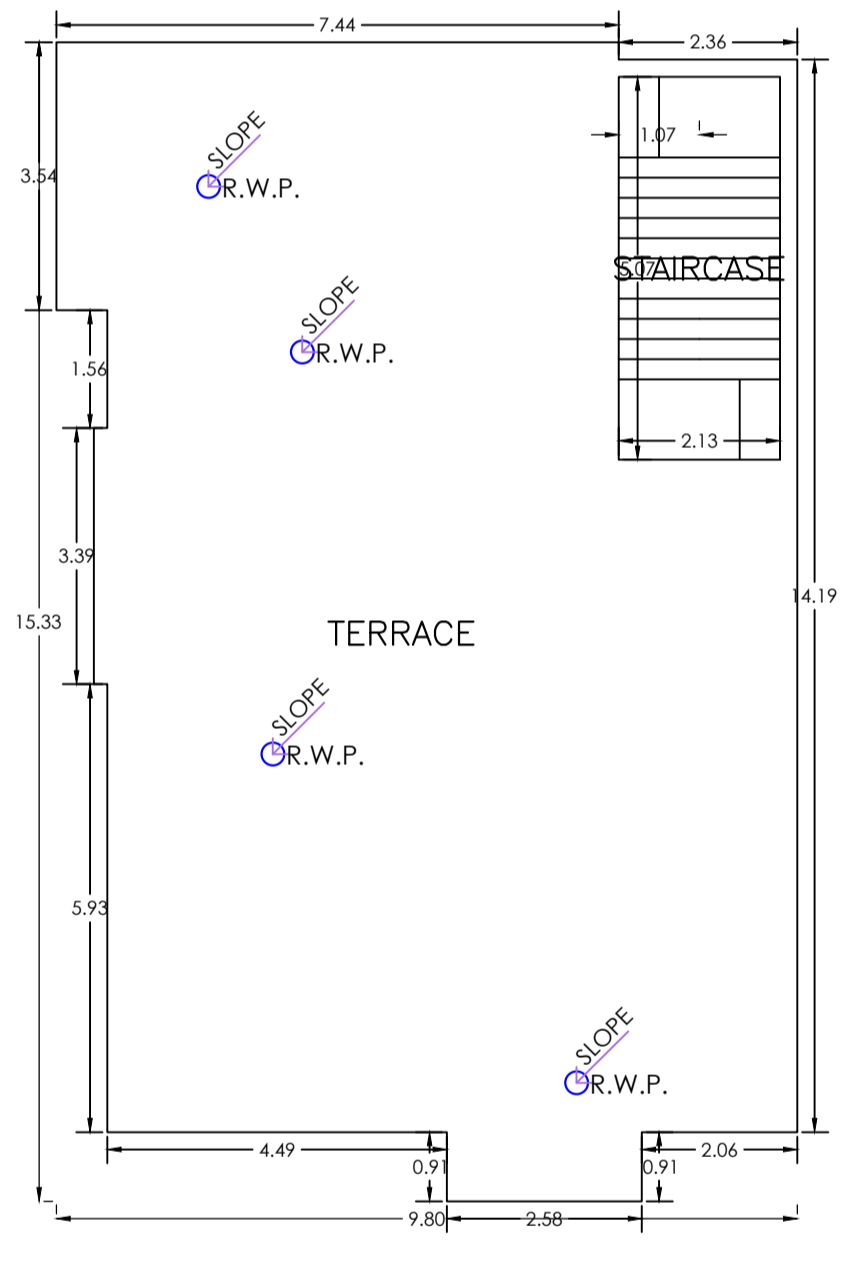 7.44
2.36
1.07
SLOPE
3.54
R.W.P.
STAIRCASE
5.07
SLOPE
R.W.P.
1.56
2.13
3.39
14.19
15.33
TERRACE
SLOPE
R.W.P.
5.93
SLOPE
R.W.P.
4.49
0.91
0.91
2.06
9.80
2.58